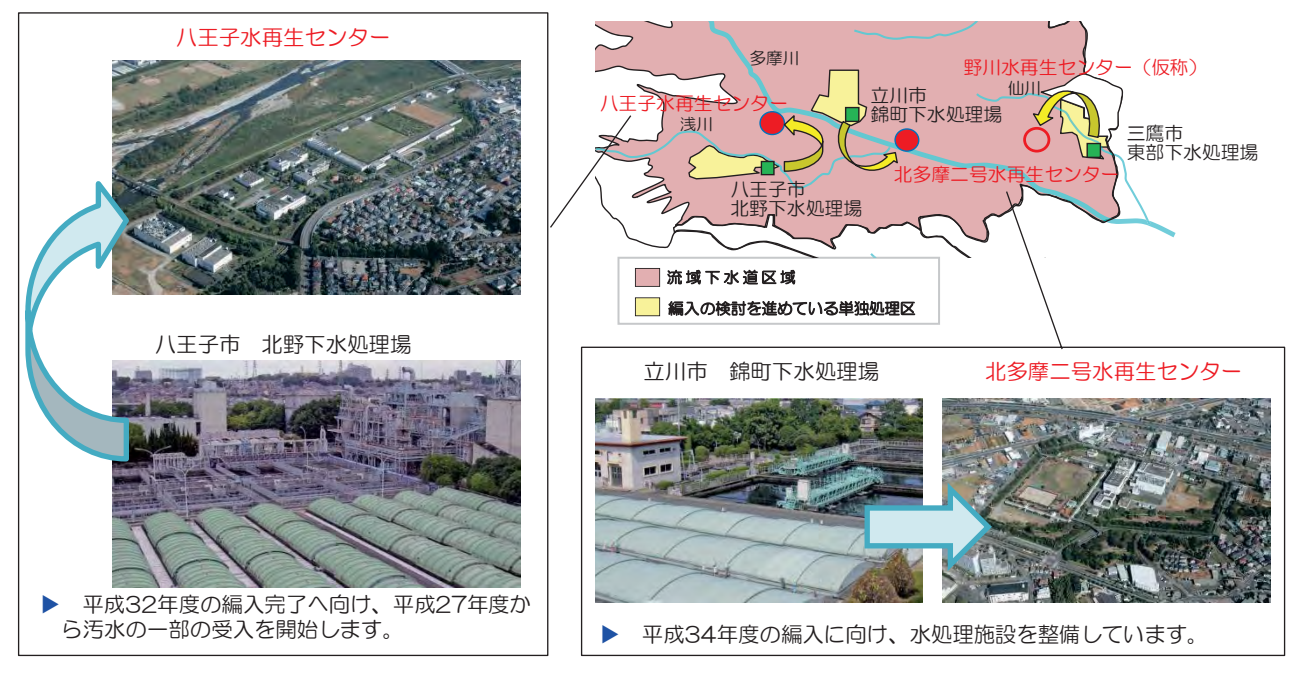 八王子水再生センター
八王子市　北野下水処理場
▶　平成32年度の編入完了へ向け、平成27年度か
ら汚水の一部の受入を開始します。
多摩川
野川水再生センター（仮称）
仙川
八王子水再生センター
浅川
立川市
錦町下水処理場
三鷹市
東部下水処理場
北多摩二号水再生センター
八王子市
北野下水処理場
流域下水道区域
編入の検討を進めている単独処理区
立川市　錦町下水処理場
北多摩二号水再生センター
▶　平成34年度の編入に向け、水処理施設を整備しています。